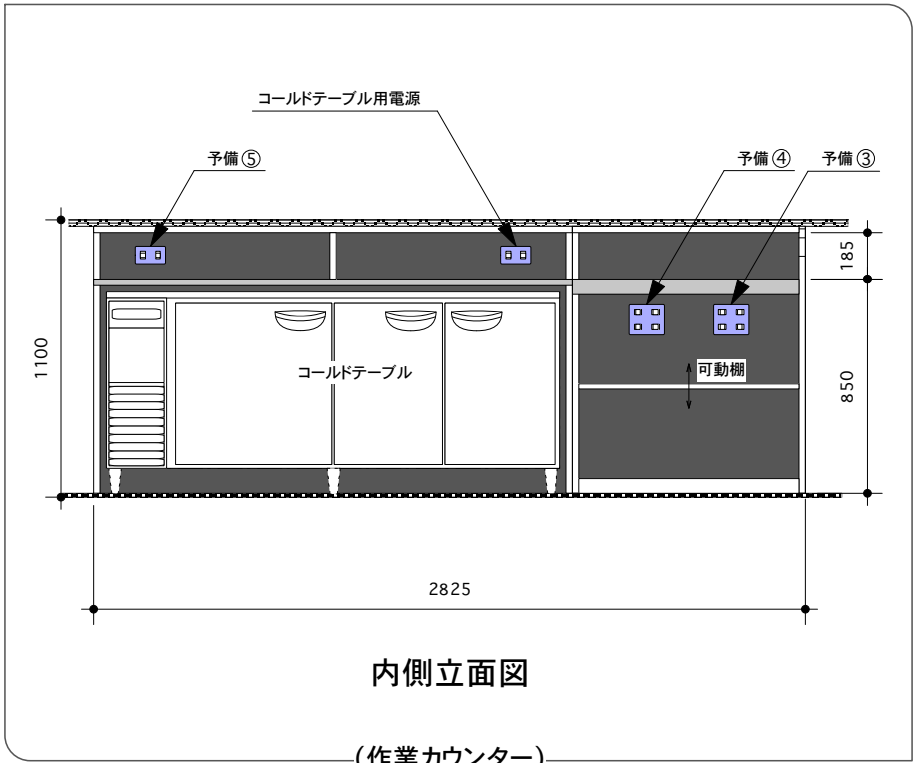 コールドテーブル用電源
予備⑤
予備④
予備③
185
1100
コールドテーブル
可動棚
850
2825
内側立面図
(作業カウンター)